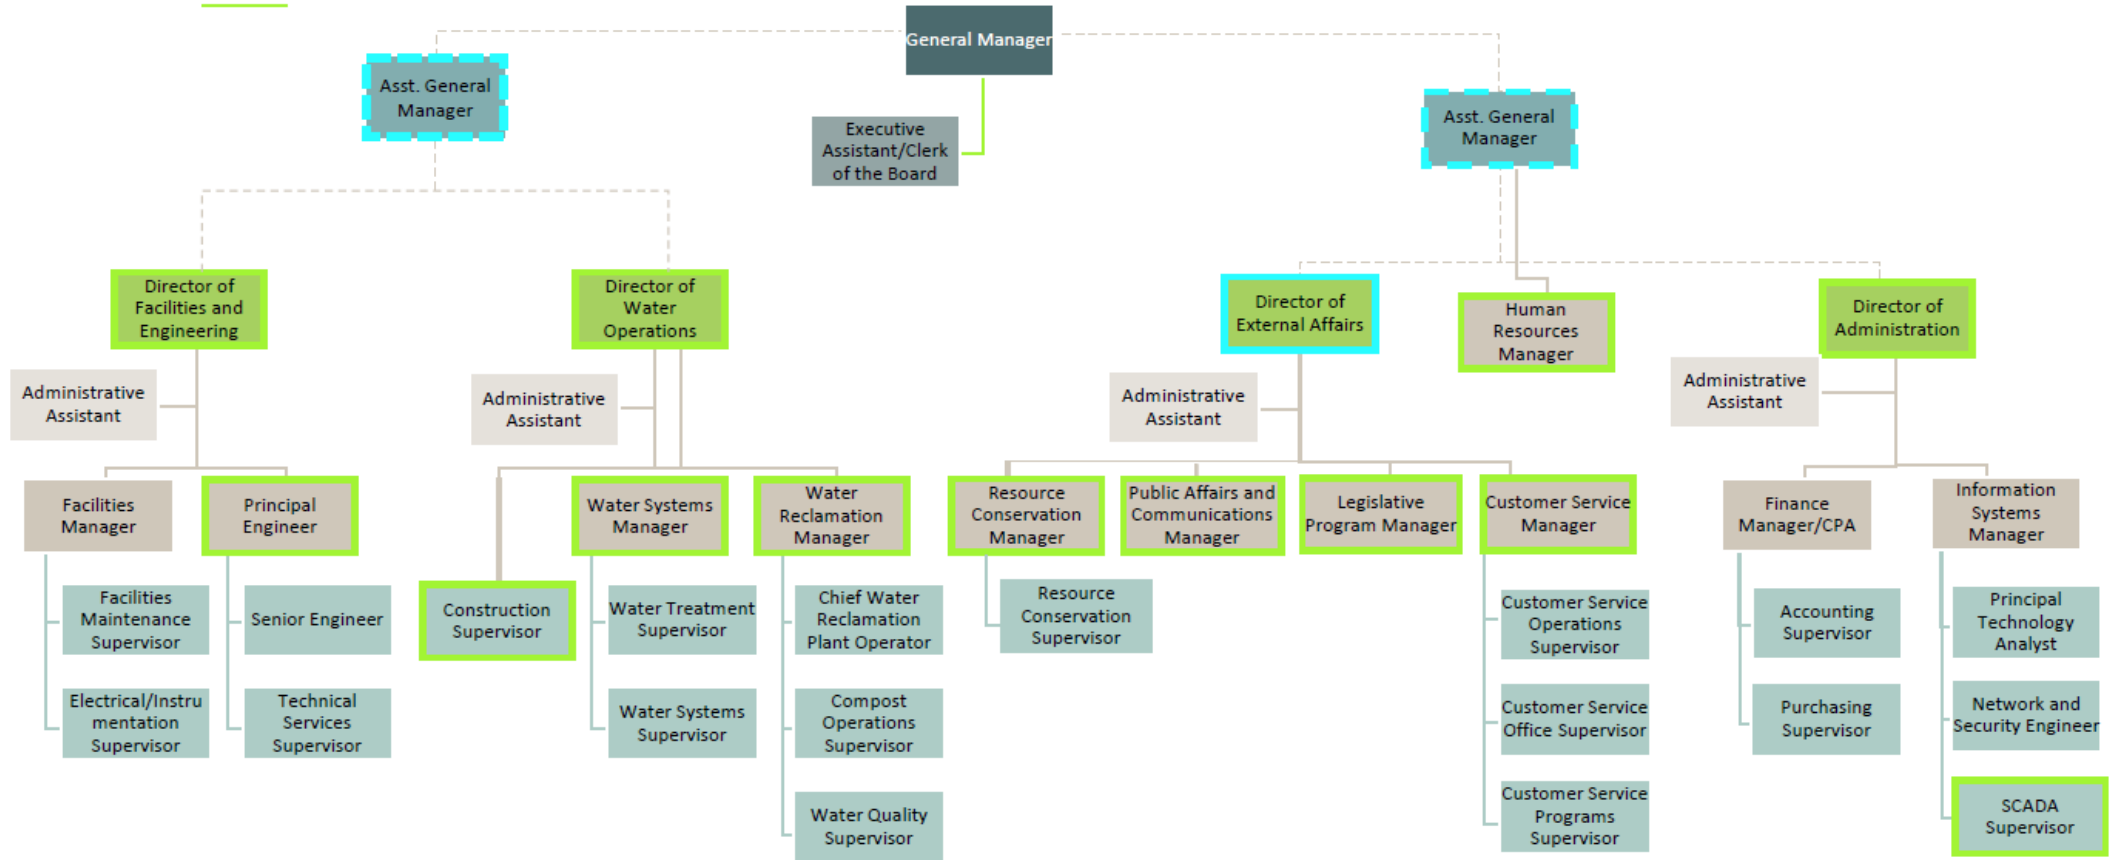 General Manager
Asst. General
Manager
Asst. General
Manager
Executive
Assistant/Clerk
of the Board
Director of
Facilities and
Engineering
Director of
Water
Operations
Director of
External Affairs
Human
Resources
Manager
Director of
Administration
Administrative
Assistant
Administrative
Assistant
Administrative
Assistant
Administrative
Assistant
Facilities
Manager
Principal
Engineer
Water Systems
Manager
Water
Reclamation
Manager
Resource
Conservation
Manager
Public Affairs and
Communications
Manager
Legislative
Program Manager
Customer Service
Manager
Finance
Manager/CPA
Information
Systems
Manager
Facilities
Maintenance
Supervisor
Senior Engineer
Construction
Supervisor
Water Treatment
Supervisor
Chief Water
Reclamation
Plant Operator
Resource
Conservation
Supervisor
Customer Service
Operations
Supervisor
Accounting
Supervisor
Principal
Technology
Analyst
Electrical/Instru
mentation
Supervisor
Technical
Services
Supervisor
Water Systems
Supervisor
Compost
Operations
Supervisor
Customer Service
Office Supervisor
Purchasing
Supervisor
Network and
Security Engineer
Water Quality
Supervisor
Customer Service
Programs
Supervisor
SCADA
Supervisor